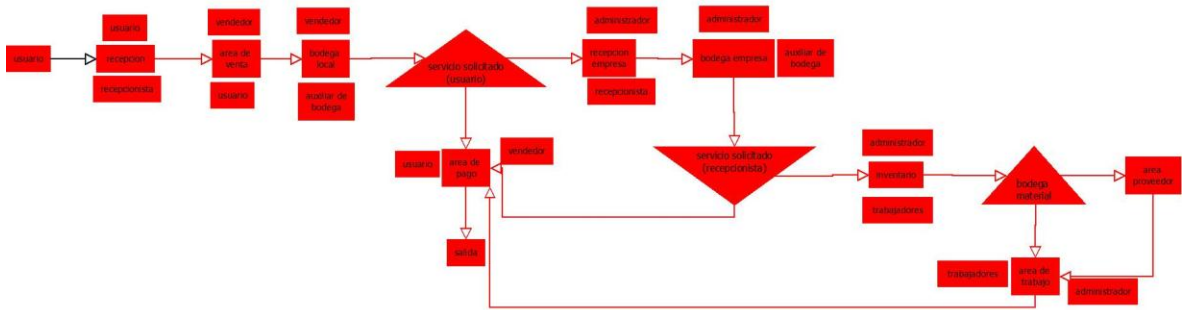 usuario
usuario
recepcion
recepcionista
vendedor
area de
venta
usuario
vendedor
bodega
local
auxiliar de
bodega
servicio solicitado
(usuario)
administrador
recepcion
empresa
recepcionista
administrador
bodega empresa
auxiliar de
bodega
usuario
area de
pago
vendedor
salida
servicio solicitado
(recepcionista)
administrador
inventario
trabajadores
bodega
material
area
proveedor
trabajadores
area de
trabajo
administrador